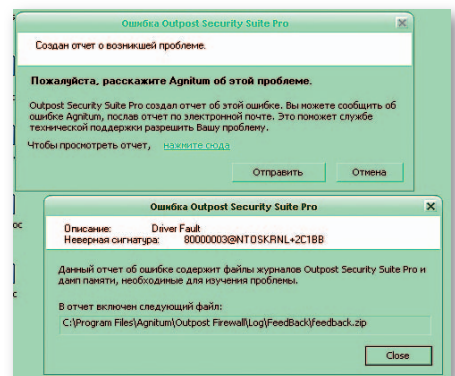 Ошибка Outpost Security Suite Pro
Создан отчет о возникшей проблеме.
Пожалуйста, расскажите Agnitum об этой проблеме.
Outpost Security Suite Pro создал отчет об этой ошибке. Вы можете сообщить об
ошибке Agnitum, послав отчет по электронной почте. Это поможет службе
технической поддержки разрешить Вашу проблему.
Чтобы просмотреть отчет, нажмите сюда
Отправить Отмена
Ошибка Outpost Security Suite Pro
Описание: Driver Fault
Неверная сигнатура: 80000003@NTOSKRNL+2C1BB
Данный отчет об ошибке содержит файлы журналов Outpost Security Suite Pro и
дамп памяти, необходимые для изучения проблемы.
В отчет включен следующий файл:
C:\Program Files\Agnitum\Outpost Firewall\Log\FeedBack\feedback.zip
Close